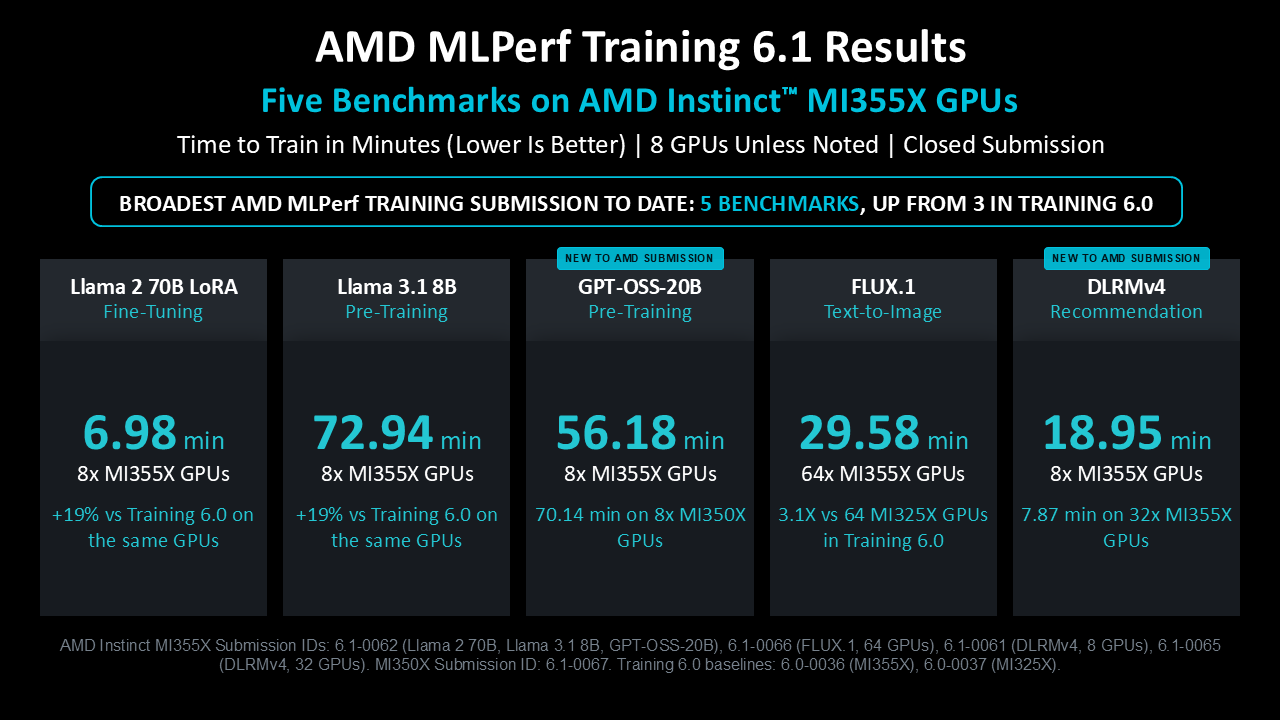 AMD MLPerf Training 6.1 Results
Five Benchmarks on AMD Instinct™ MI355X GPUs
Time to Train in Minutes (Lower Is Better) | 8 GPUs Unless Noted | Closed Submission
BROADEST AMD MLPerf TRAINING SUBMISSION TO DATE: 5 BENCHMARKS, UP FROM 3 IN TRAINING 6.0
Llama 2 70B LoRA
Fine-Tuning
6.98 min
8x MI355X GPUs
+19% vs Training 6.0 on
the same GPUs
Llama 3.1 8B
Pre-Training
72.94 min
8x MI355X GPUs
+19% vs Training 6.0 on
the same GPUs
NEW TO AMD SUBMISSION
GPT-OSS-20B
Pre-Training
56.18 min
8x MI355X GPUs
70.14 min on 8x MI350X
GPUs
FLUX.1
Text-to-Image
29.58 min
64x MI355X GPUs
3.1X vs 64 MI325X GPUs
in Training 6.0
NEW TO AMD SUBMISSION
DLRMv4
Recommendation
18.95 min
8x MI355X GPUs
7.87 min on 32x MI355X
GPUs
AMD Instinct MI355X Submission IDs: 6.1-0062 (Llama 2 70B, Llama 3.1 8B, GPT-OSS-20B), 6.1-0066 (FLUX.1, 64 GPUs), 6.1-0061 (DLRMv4, 8 GPUs), 6.1-0065
(DLRMv4, 32 GPUs). MI350X Submission ID: 6.1-0067. Training 6.0 baselines: 6.0-0036 (MI355X), 6.0-0037 (MI325X).